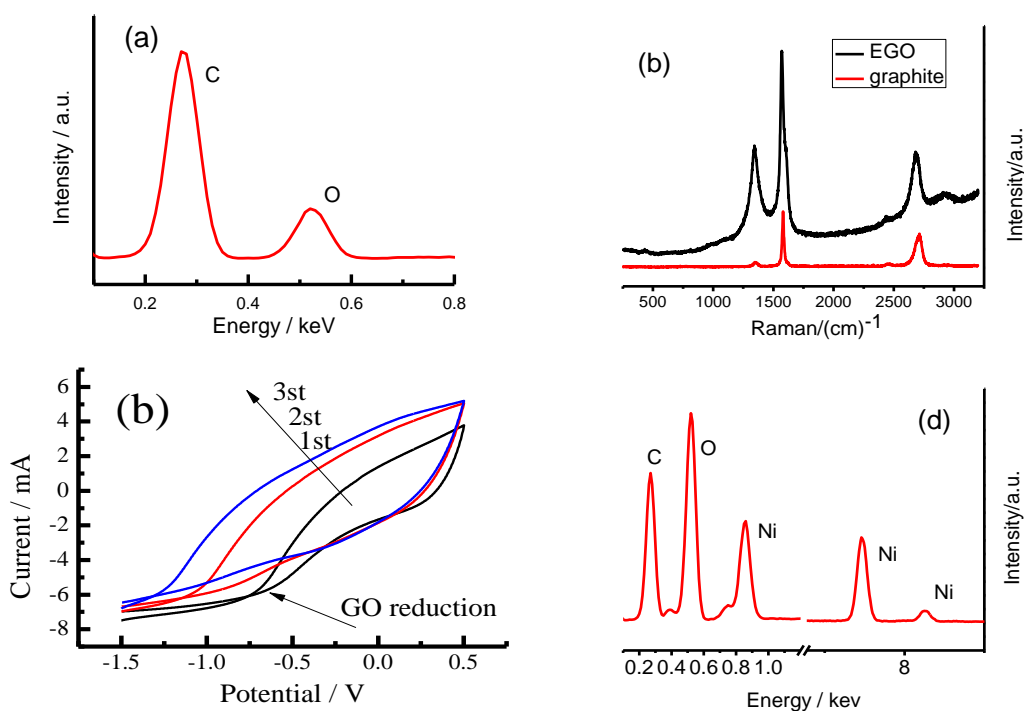 (a)
C
O
Intensity / a.u.
0.2
0.4
0.6
0.8
Energy / keV
(b)
EGO
graphite
Intensity/a.u.
500
1000
1500
2000
2500
3000
Raman/(cm)-1
(b)
3st
2st
1st
GO reduction
Current / mA
6
4
2
0
-2
-4
-6
-8
-1.5
-1.0
-0.5
0.0
0.5
Potential / V
(d)
C
O
Ni
Ni
Ni
Intensity/a.u.
0.2
0.4
0.6
0.8
1.0
8
Energy / kev